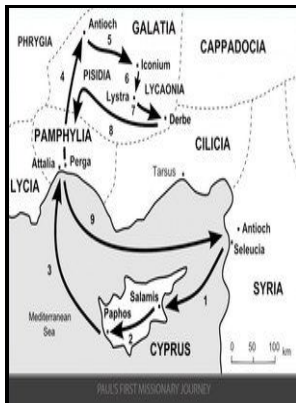 Antioch
GALATIA
PHRYGIA
5
CAPPADOCIA
Iconium
4
6
PISIDIA
LYCAONIA
Lystra
7
Derbe
8
PAMPHYLIA
CILICIA
Attalia
Perga
Tarsus
LYCIA
9
Antioch
Seleucia
3
SYRIA
Salamis
1
Paphos
2
Mediterranean
Sea
CYPRUS
0
50
100
km
PAUL'S FIRST MISSIONARY JOURNEY